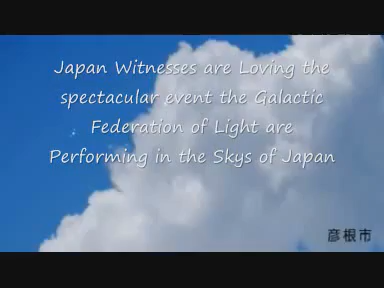 Japan Witnesses are Loving the
spectacular event the Galactic
Federation of Light are
Performing in the Skys of Japan
彦根市